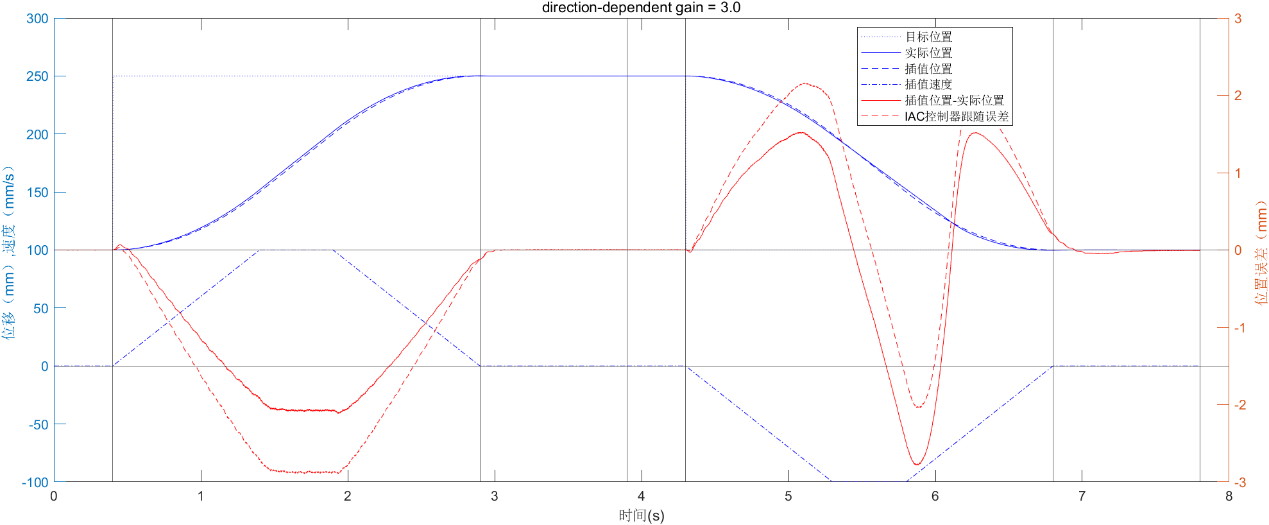 direction-dependent gain = 3.0
位移（mm）,速度（mm/s）
300
250
200
150
100
50
0
-50
-100
目标位置
实际位置
插值位置
插值速度
插值位置-实际位置
IAC控制器跟随误差
3
2
1
0
-1
-2
-3
位置误差（mm）
0 1 2 3 4 5 6 7 8
时间(s)